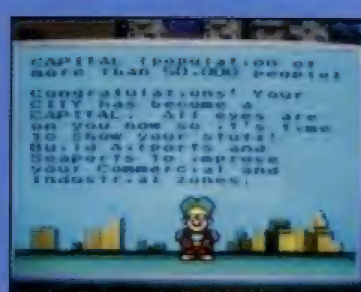 CAPITAL (population of
more than 50,000 people)
Congratulations! Your
CITY has become a
CAPITAL. All eyes are
on you now so it's time
to show your stuff!
Build Airports and
Seaports to improve
your Commercial and
Industrial zones.